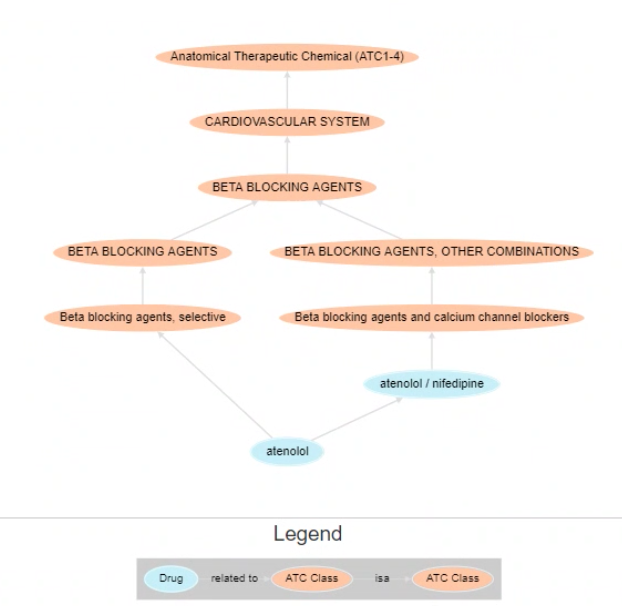 Anatomical Therapeutic Chemical (ATC1-4)
CARDIOVASCULAR SYSTEM
BETA BLOCKING AGENTS
BETA BLOCKING AGENTS
BETA BLOCKING AGENTS, OTHER COMBINATIONS
Beta blocking agents, selective
Beta blocking agents and calcium channel blockers
atenolol / nifedipine
atenolol
Legend
Drug related to ATC Class isa ATC Class